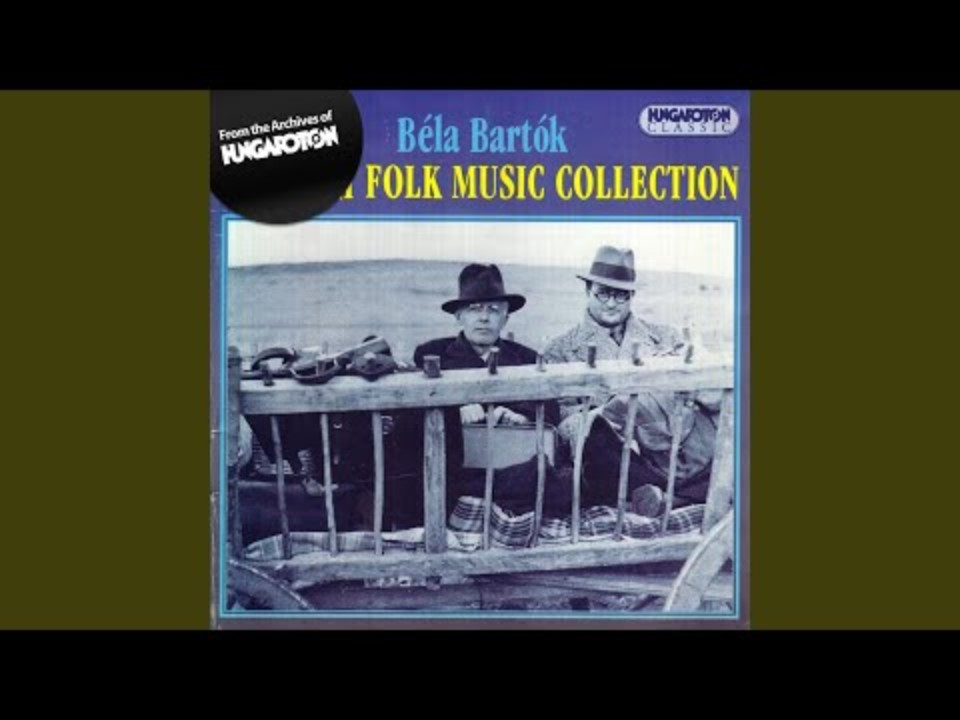 From the Archives of
HUNGAROTON
Béla Bartók
HUNGAROTON
CLASSIC
FOLK MUSIC COLLECTION